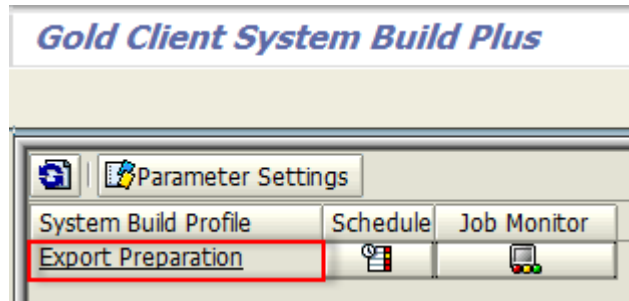 Gold Client System Build Plus
Parameter Settings
System Build Profile Schedule Job Monitor
Export Preparation